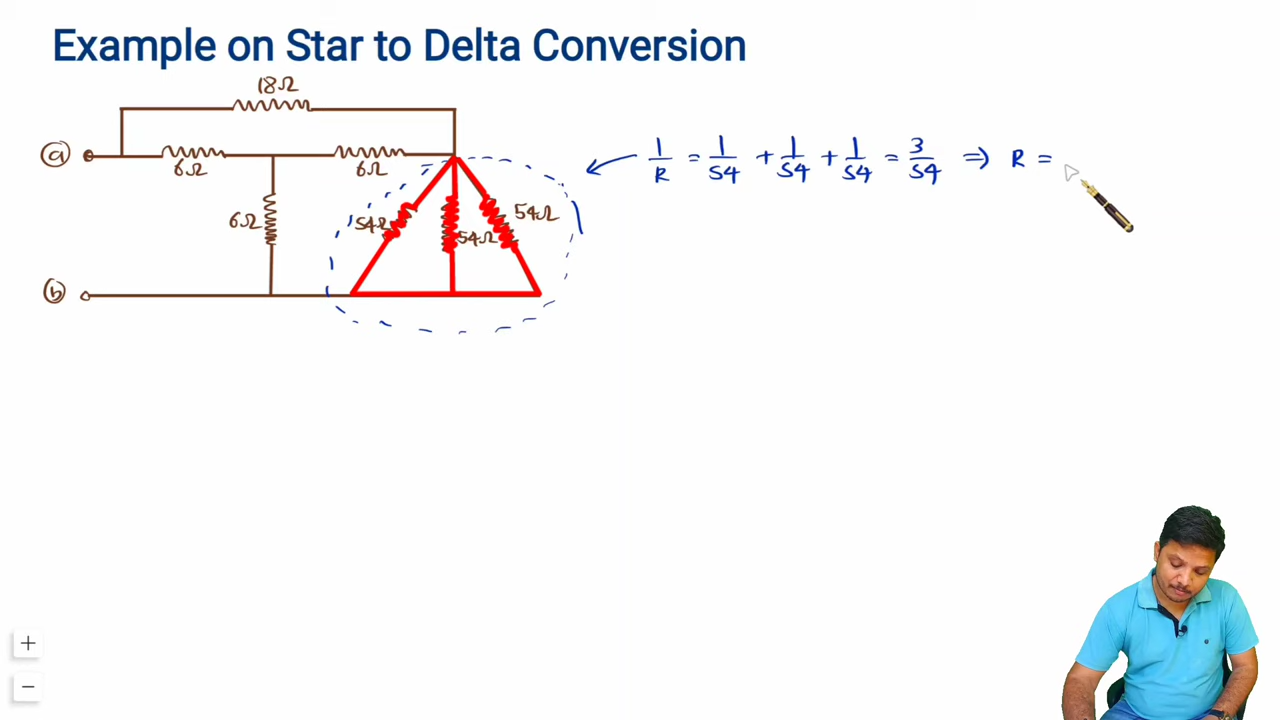 Example on Star to Delta Conversion
18Ω
ⓐ
6Ω
6Ω
1/R = 1/54 + 1/54 + 1/54 = 3/54 ⇒ R =
6Ω
54Ω
54Ω
54Ω
ⓑ
+
−